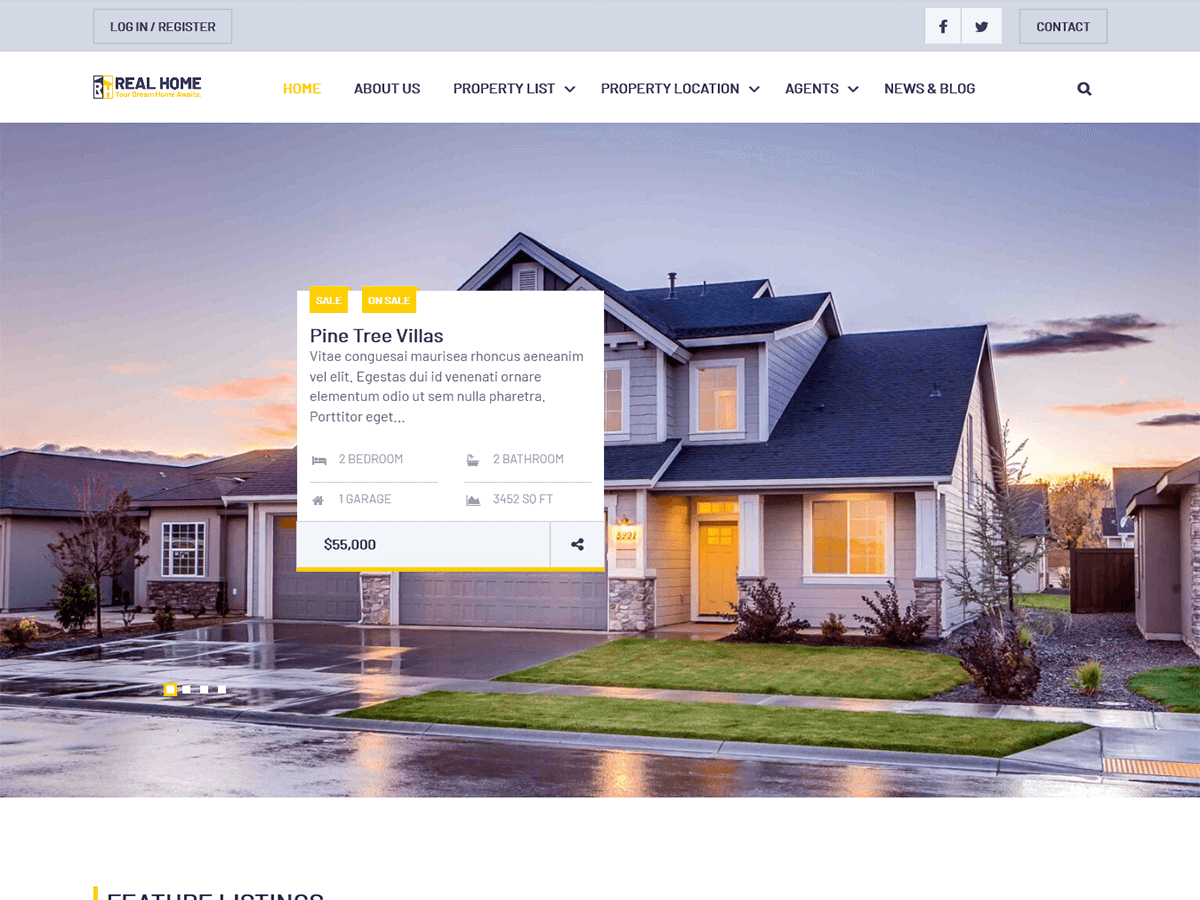 LOG IN / REGISTER
CONTACT
REAL HOME
Your Dream Home Awaits.
HOME
ABOUT US
PROPERTY LIST
PROPERTY LOCATION
AGENTS
NEWS & BLOG
SALE
ON SALE
Pine Tree Villas
Vitae conguesai maurisea rhoncus aeneanim
vel elit. Egestas dui id venenati ornare
elementum odio ut sem nulla pharetra.
Porttitor eget...
2 BEDROOM
2 BATHROOM
1 GARAGE
3452 SQ FT
$55,000
5221
FEATURE LISTINGS